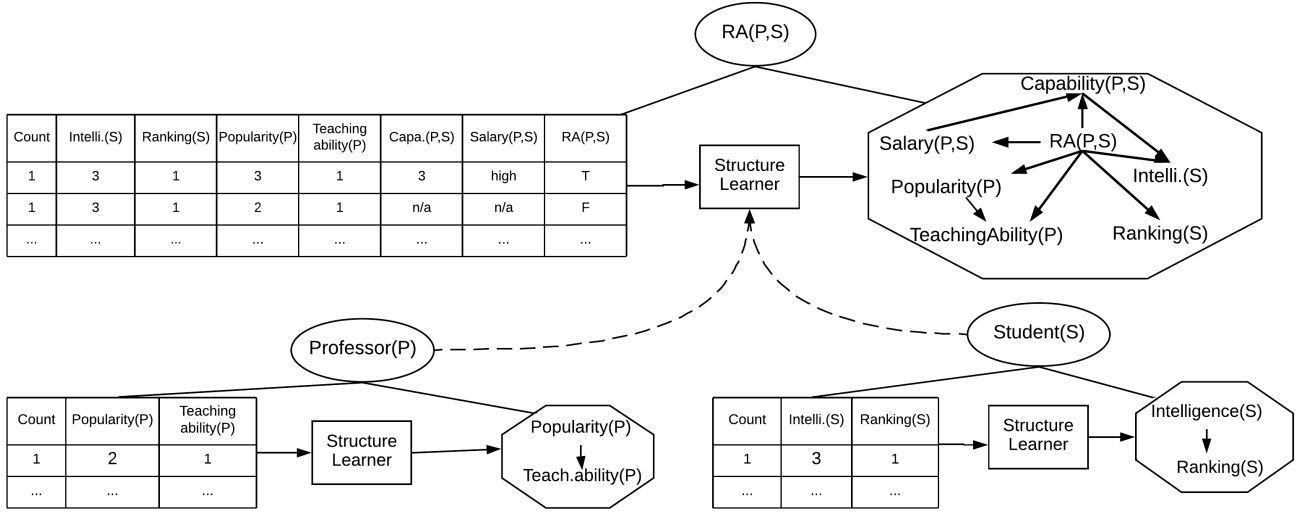 RA(P,S)
Count Intelli.(S) Ranking(S) Popularity(P) Teaching ability(P) Capa.(P,S) Salary(P,S) RA(P,S)
1 3 1 3 1 3 high T
1 3 1 2 1 n/a n/a F
... ... ... ... ... ... ... ...
Structure
Learner
Capability(P,S)
Salary(P,S)
RA(P,S)
Intelli.(S)
Popularity(P)
TeachingAbility(P)
Ranking(S)
Professor(P)
Count Popularity(P) Teaching ability(P)
1 2 1
... ... ...
Structure
Learner
Popularity(P)
Teach.ability(P)
Student(S)
Count Intelli.(S) Ranking(S)
1 3 1
... ... ...
Structure
Learner
Intelligence(S)
Ranking(S)